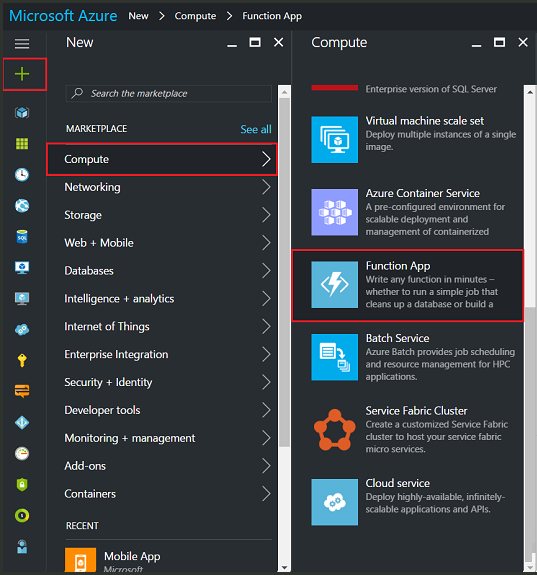 Microsoft Azure New > Compute > Function App
New
Search the marketplace
MARKETPLACE See all
Compute
Networking
Storage
Web + Mobile
Databases
Intelligence + analytics
Internet of Things
Enterprise Integration
Security + Identity
Developer tools
Monitoring + management
Add-ons
Containers
RECENT
Mobile App
Microsoft
Compute
Enterprise version of SQL Server
Virtual machine scale set
Deploy multiple instances of a single
image.
Azure Container Service
A pre-configured environment for
scalable deployment and
management of containerized
Function App
Write any function in minutes –
whether to run a simple job that
cleans up a database or build a
Batch Service
Azure Batch provides job scheduling
and resource management for HPC
applications.
Service Fabric Cluster
Create a customized Service Fabric
cluster to host your service fabric
micro services.
Cloud service
Deploy highly-available, infinitely-
scalable applications and APIs.
SQL